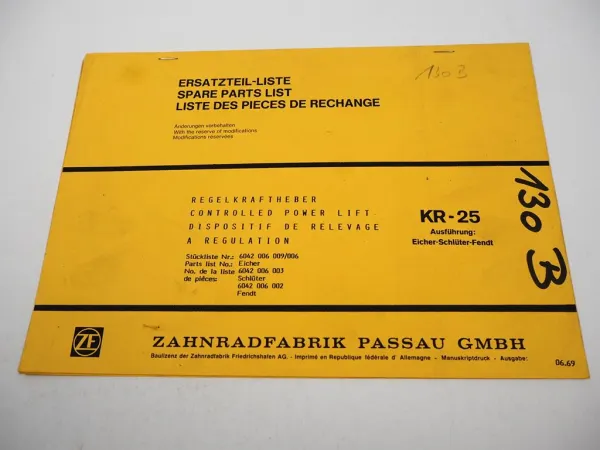 130 B
ERSATZTEIL-LISTE
SPARE PARTS LIST
LISTE DES PIECES DE RECHANGE
Änderungen vorbehalten
With the reserve of modifications
Modifications réservées
REGELKRAFTHEBER
CONTROLLED POWER LIFT
DISPOSITIF DE RELEVAGE
A REGULATION
KR-25
Ausführung:
Eicher-Schlüter-Fendt
130 B
Stückliste Nr.: 6042 006 009/006
Parts list No.: Eicher
No. de la liste 6042 006 003
de pièces: Schlüter
6042 006 002
Fendt
ZF
ZAHNRADFABRIK PASSAU GMBH
Baulizenz der Zahnradfabrik Friedrichshafen AG. - Imprimé en Republique fédérale d' Allemagne - Manuskriptdruck - Ausgabe: 06.69